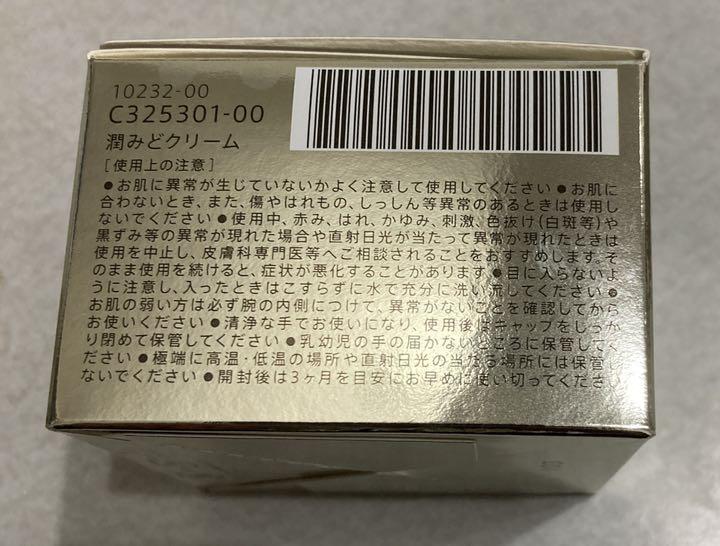 10232-00
C325301-00
潤みどクリーム
[使用上の注意]
●お肌に異常が生じていないかよく注意して使用してください ●お肌に
合わないとき、また、傷やはれもの、しっしん等異常のあるときは使用し
ないでください ●使用中、赤み、はれ、かゆみ、刺激、色抜け(白斑等)や
黒ずみ等の異常が現れた場合や直射日光が当たって異常が現れたときは
使用を中止し、皮膚科専門医等へご相談されることをおすすめします。そ
のまま使用を続けると、症状が悪化することがあります。●目に入らないよ
うに注意し、入ったときはこすらずに水で充分に洗い流してください ●
お肌の弱い方は必ず腕の内側につけて、異常がないことを確認してから
お使いください ●清浄な手でお使いになり、使用後はキャップをしっか
り閉めて保管してください ●乳幼児の手の届かないところに保管してく
ださい ●極端に高温・低温の場所や直射日光の当たる場所には保管し
ないでください ●開封後は3ヶ月を目安にお早めに使い切ってください